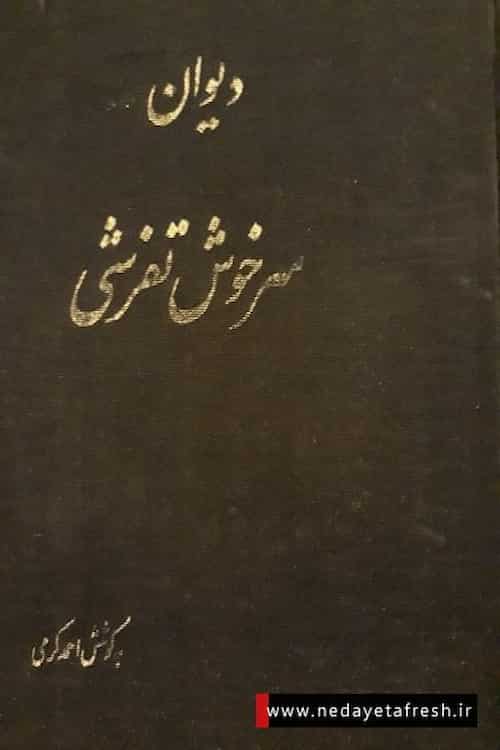 دیوان
سرخوش تفرشی
بکوشش احمد کرمی
www.nedayetafresh.ir